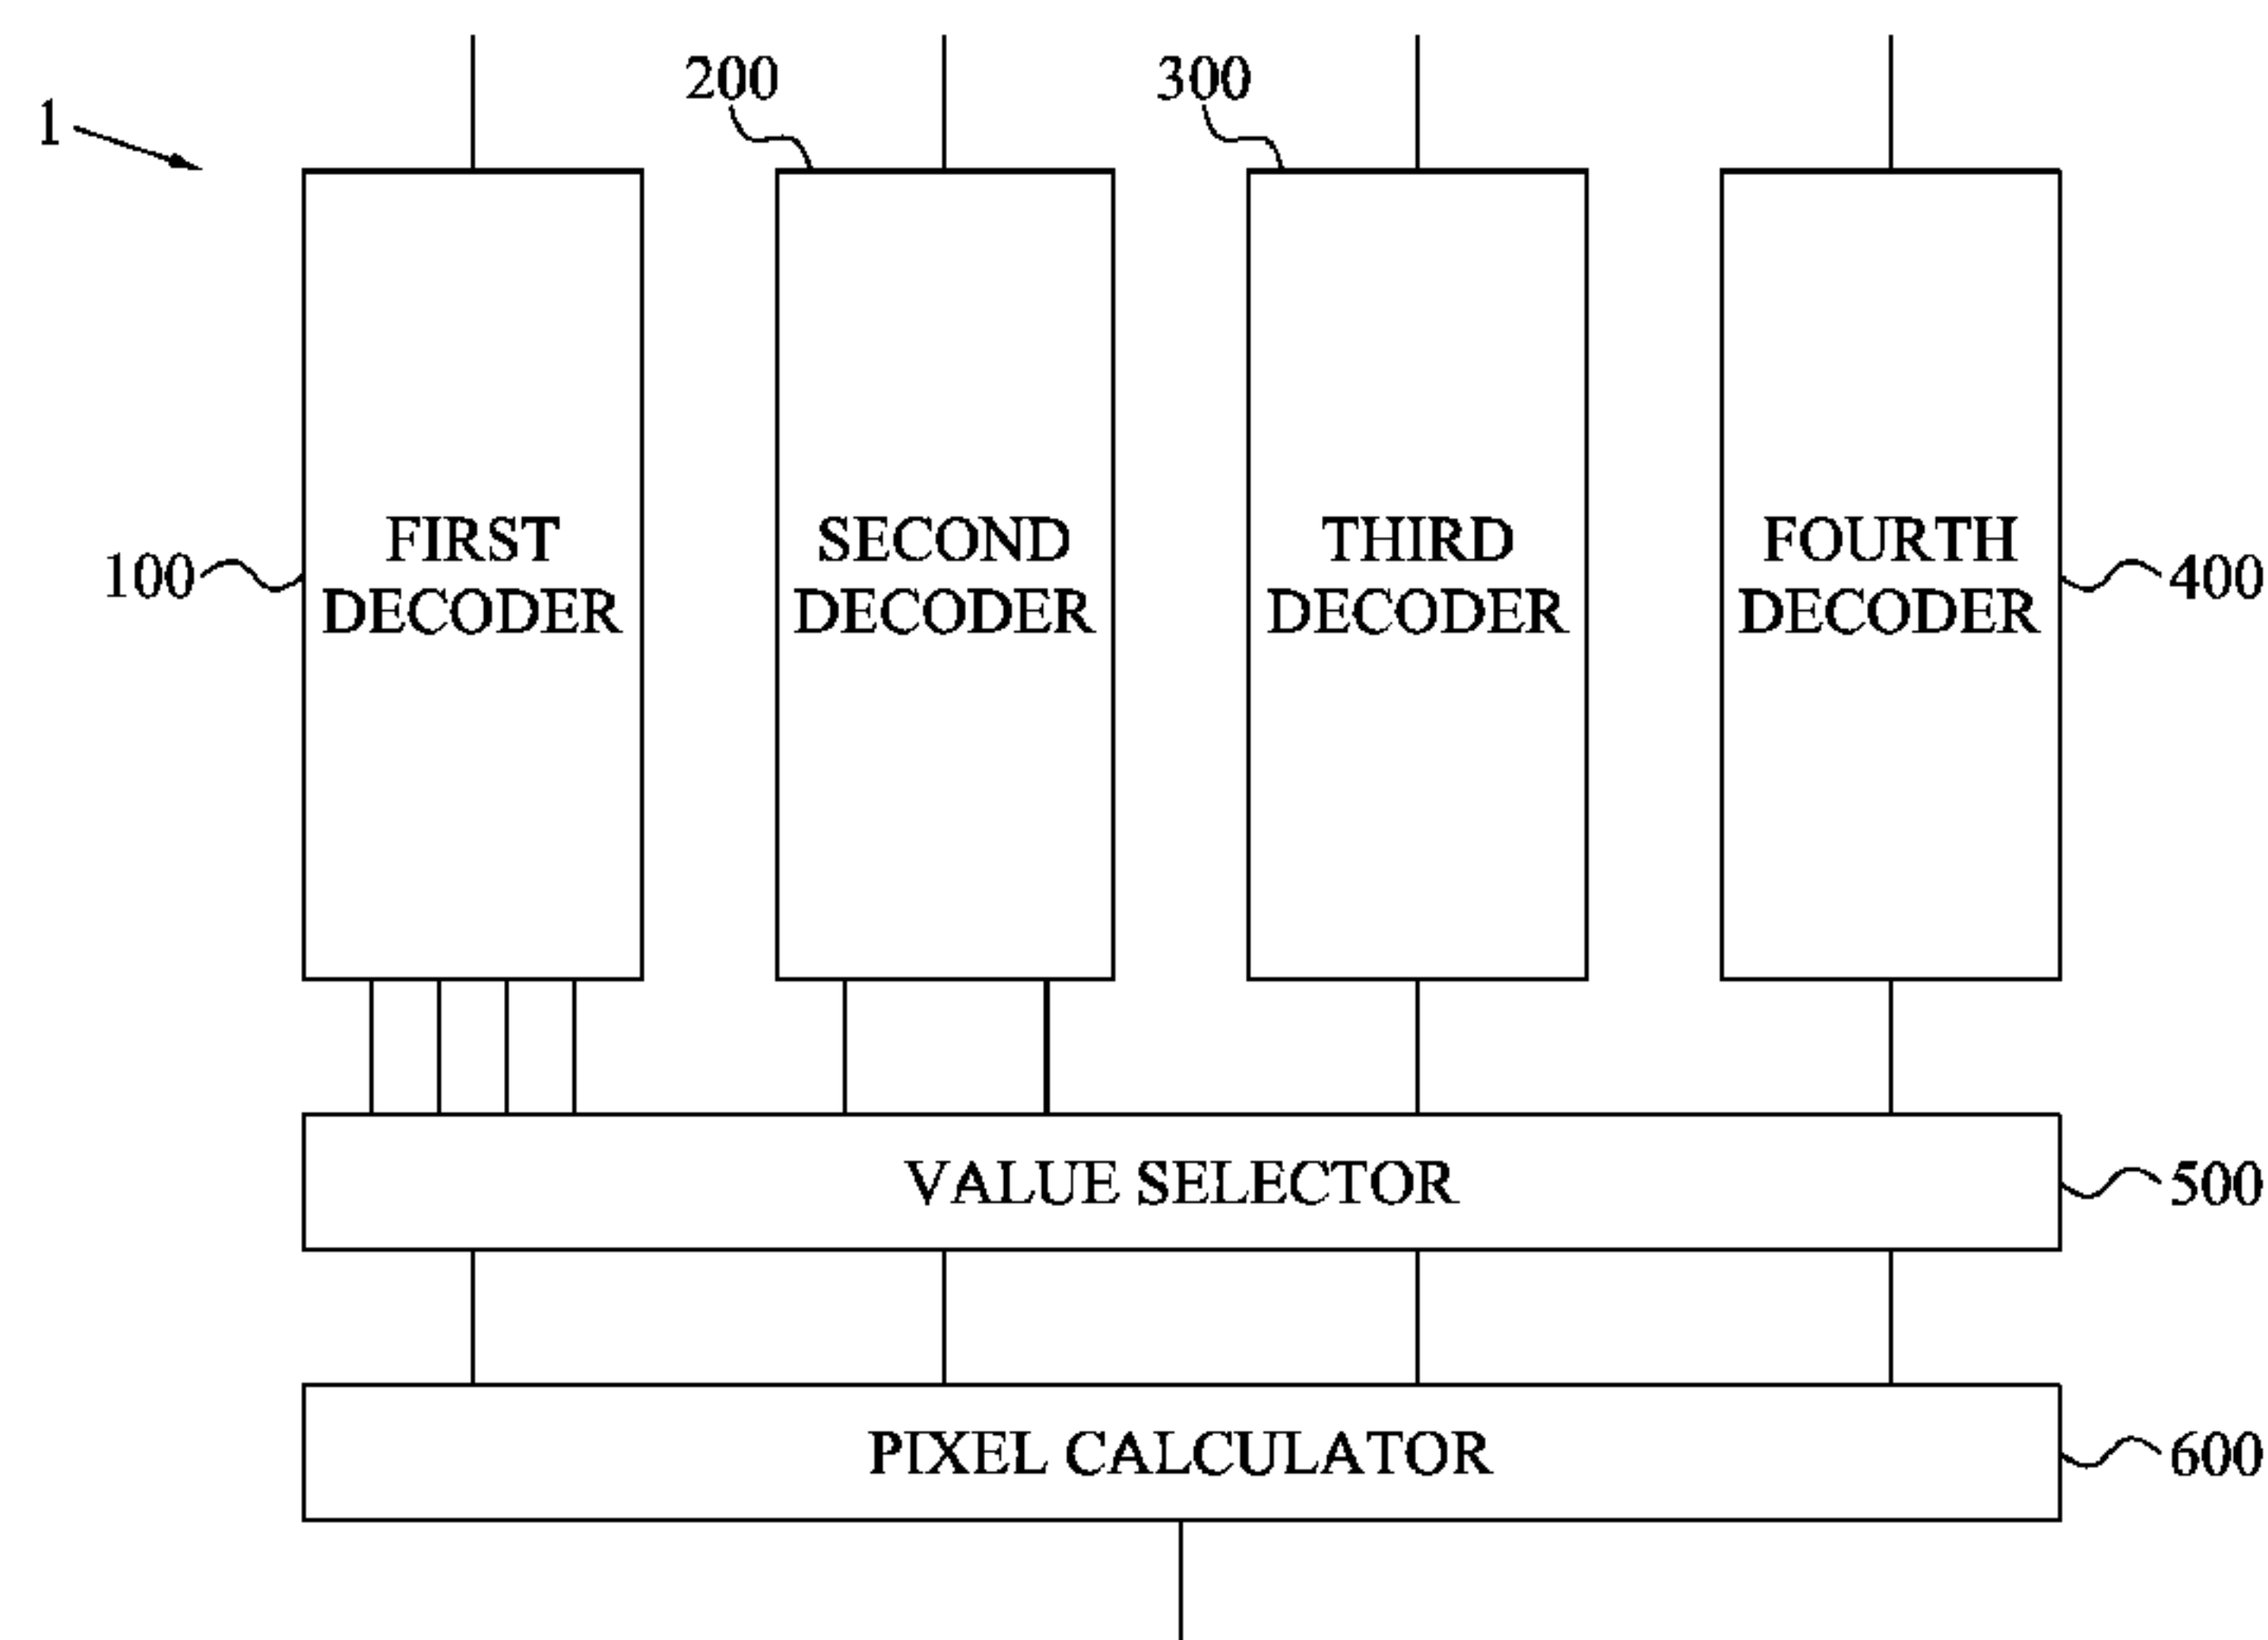 1
200
300
100
FIRST
DECODER
SECOND
DECODER
THIRD
DECODER
FOURTH
DECODER
400
VALUE SELECTOR
500
PIXEL CALCULATOR
600